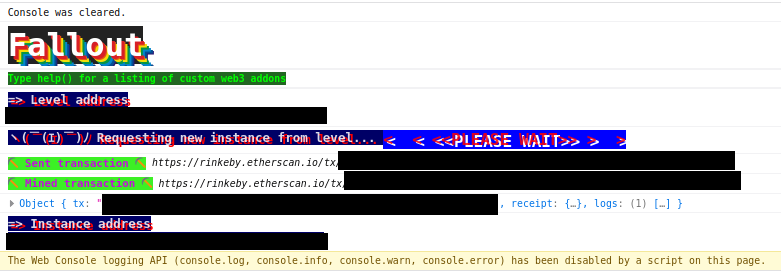 Console was cleared.
Fallout
Type help() for a listing of custom web3 addons
=> Level address
ヽ(⌒(エ)⌒)ﾉ Requesting new instance from level... < < <<PLEASE WAIT>> > >
⛏ Sent transaction ⛏ https://rinkeby.etherscan.io/tx/
⛏ Mined transaction ⛏ https://rinkeby.etherscan.io/tx/
Object { tx: " , receipt: {…}, logs: (1) […] }
=> Instance address
The Web Console logging API (console.log, console.info, console.warn, console.error) has been disabled by a script on this page.